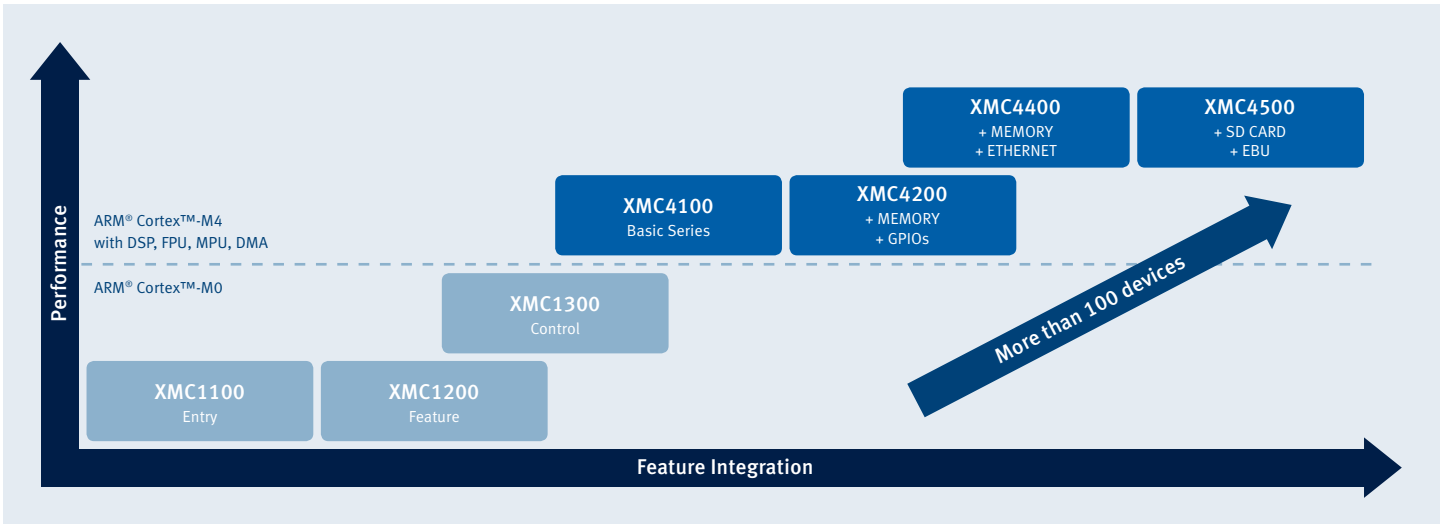 XMC4400
+ MEMORY
+ ETHERNET
XMC4500
+ SD CARD
+ EBU
XMC4100
Basic Series
XMC4200
+ MEMORY
+ GPIOs
ARM® Cortex™-M4
with DSP, FPU, MPU, DMA
Performance
ARM® Cortex™-M0
XMC1300
Control
More than 100 devices
XMC1100
Entry
XMC1200
Feature
Feature Integration